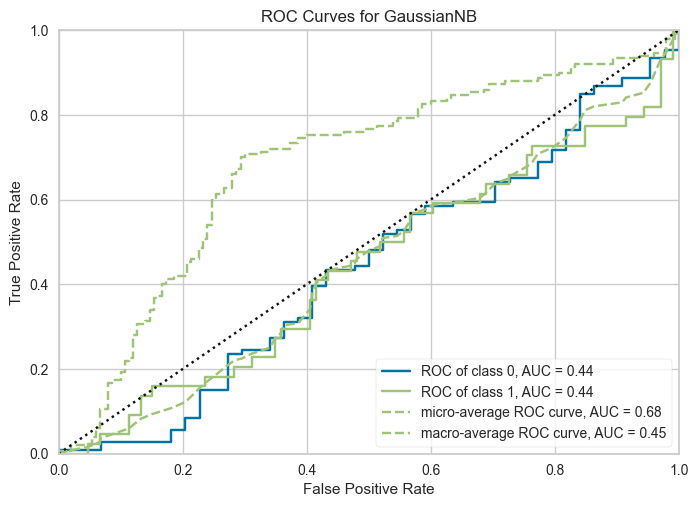 ROC Curves for GaussianNB
1.0
0.8
0.6
0.4
0.2
0.0
True Positive Rate
ROC of class 0, AUC = 0.44
ROC of class 1, AUC = 0.44
micro-average ROC curve, AUC = 0.68
macro-average ROC curve, AUC = 0.45
0.0 0.2 0.4 0.6 0.8 1.0
False Positive Rate